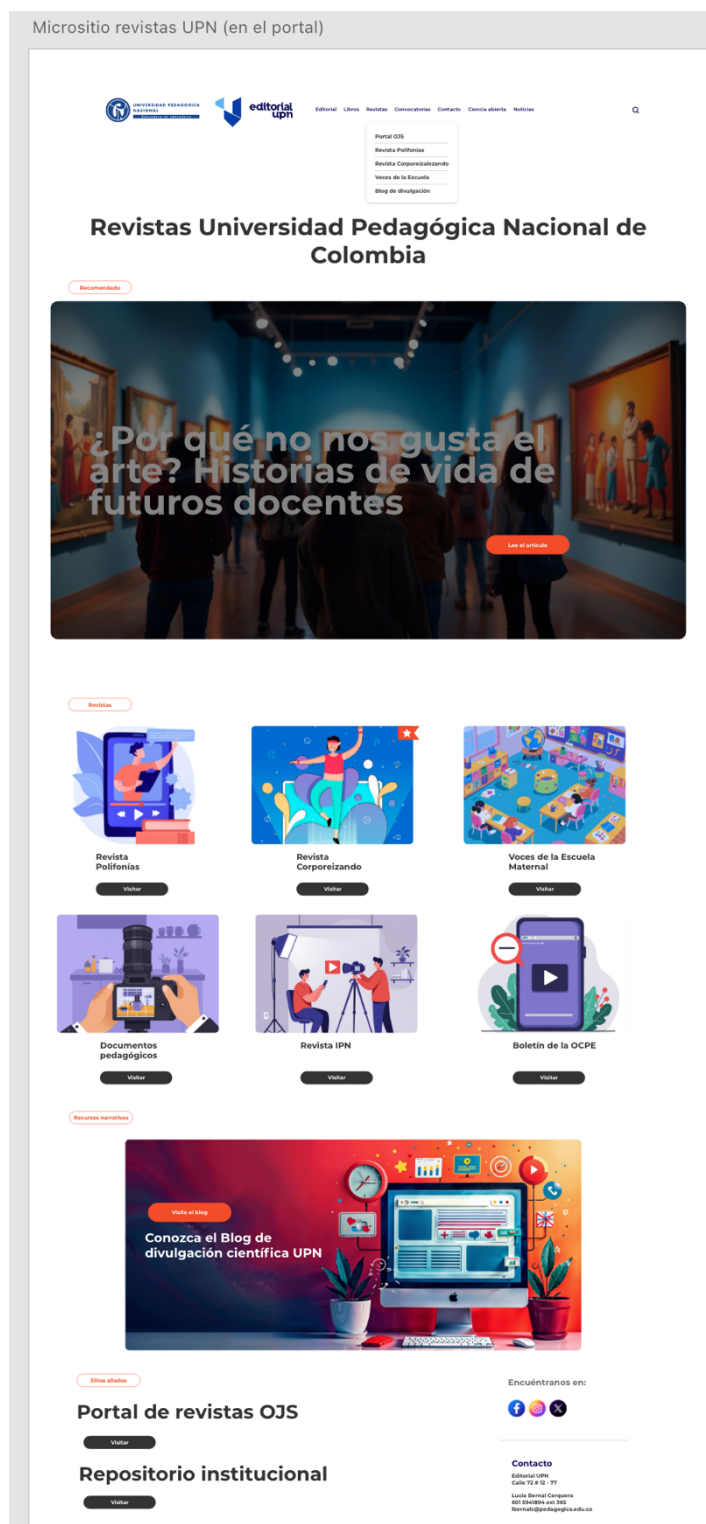 Micrositio revistas UPN (en el portal)
UNIVERSIDAD PEDAGOGICA
NACIONAL
editorial
upn
Editorial Libros Revistas Convocatorias Contacto Ciencia abierta Noticias
Portal OJS
Revista Polifonías
Revista Corporeizalezando
Voces de la Escuela
Blog de divulgación
Revistas Universidad Pedagógica Nacional de
Colombia
Recomendado
¿Por qué no nos gusta el
arte? Historias de vida de
futuros docentes
Lee el artículo
Revistas
Revista
Polifonías
Visitar
Revista
Corporeizando
Visitar
Voces de la Escuela
Maternal
Visitar
Documentos
pedagógicos
Visitar
Revista IPN
Visitar
Boletín de la OCPE
Visitar
Recursos narrativos
Visite el blog
Conozca el Blog de
divulgación científica UPN
Sitios aliados
Portal de revistas OJS
Visitar
Repositorio institucional
Visitar
Encuéntranos en:
Contacto
Editorial UPN
Calle 72 # 12 - 77
Lucía Bernal Cerquera
601 5941894 ext 365
lbernalc@pedagogica.edu.co